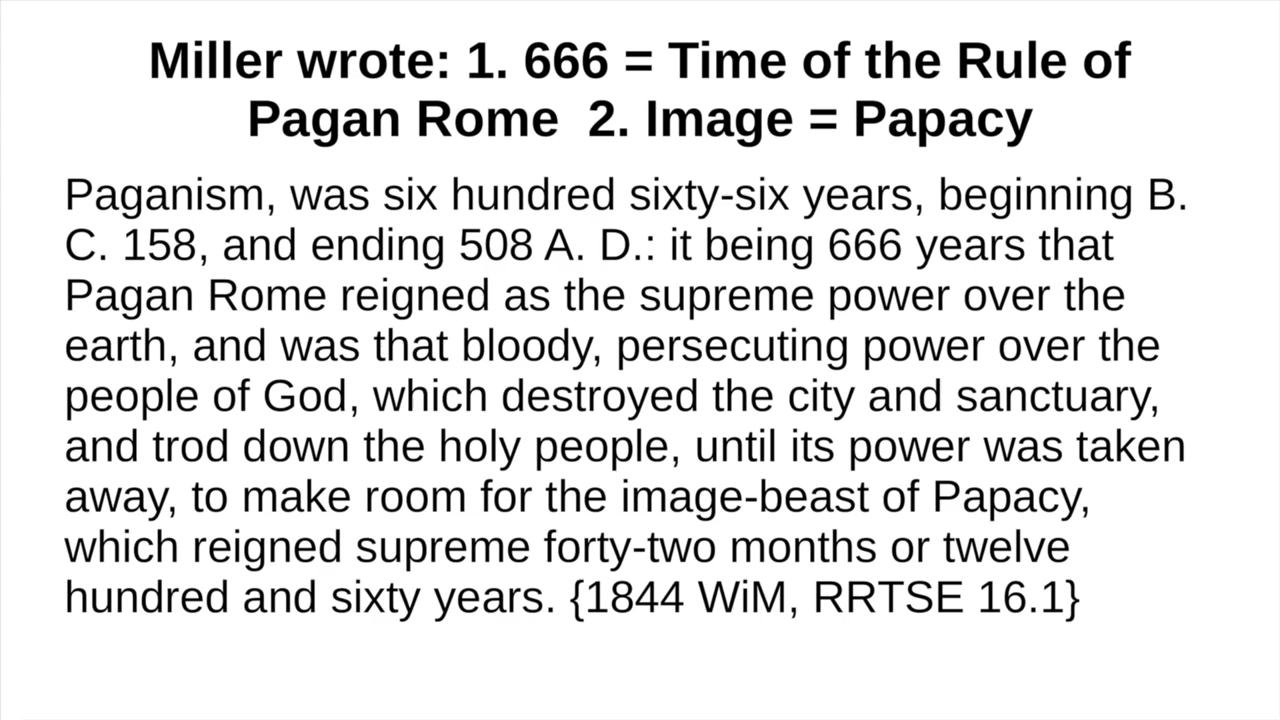 Miller wrote: 1. 666 = Time of the Rule of
Pagan Rome  2. Image = Papacy
Paganism, was six hundred sixty-six years, beginning B.
C. 158, and ending 508 A. D.: it being 666 years that
Pagan Rome reigned as the supreme power over the
earth, and was that bloody, persecuting power over the
people of God, which destroyed the city and sanctuary,
and trod down the holy people, until its power was taken
away, to make room for the image-beast of Papacy,
which reigned supreme forty-two months or twelve
hundred and sixty years. {1844 WiM, RRTSE 16.1}